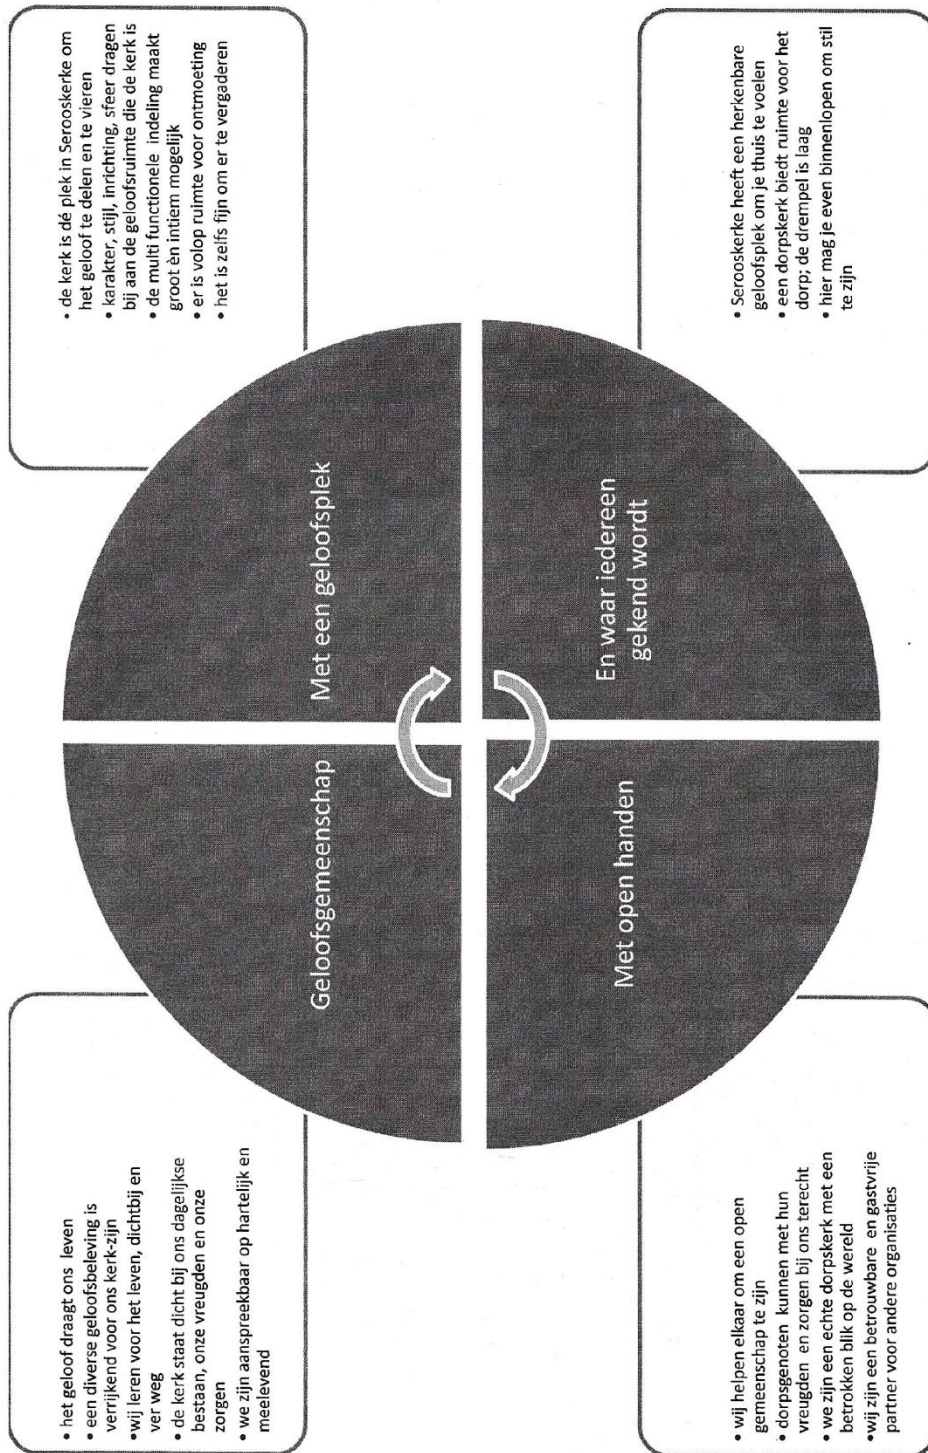 • het geloof draagt ons leven
• een diverse geloofsbeleving is
verrijkend voor ons kerk-zijn
•wij leren voor het leven, dichtbij en
ver weg
• de kerk staat dicht bij ons dagelijkse
bestaan, onze vreugden en onze
zorgen
• we zijn aanspreekbaar op hartelijk en
meelevend
Geloofsgemeenschap
Met een geloofsplek
• de kerk is dé plek in Serooskerke om
het geloof te delen en te vieren
• karakter, stijl, inrichting, sfeer dragen
bij aan de geloofsruimte die de kerk is
• de multi functionele indeling maakt
groot èn intiem mogelijk
• er is volop ruimte voor ontmoeting
• het is zelfs fijn om er te vergaderen
• wij helpen elkaar om een open
gemeenschap te zijn
• dorpsgenoten kunnen met hun
vreugden en zorgen bij ons terecht
• we zijn een echte dorpskerk met een
betrokken blik op de wereld
•wij zijn een betrouwbare en gastvrije
partner voor andere organisaties
Met open handen
En waar iedereen
gekend wordt
• Serooskerke heeft een herkenbare
geloofsplek om je thuis te voelen
• een dorpskerk biedt ruimte voor het
dorp; de drempel is laag
• hier mag je even binnenlopen om stil
te zijn